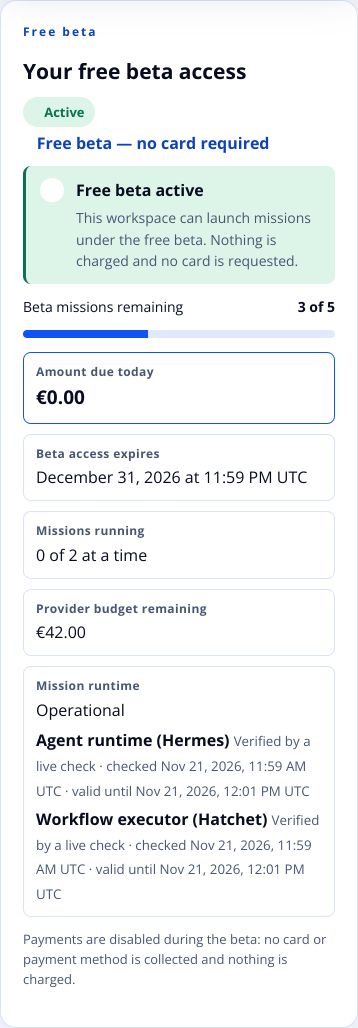 Free beta
Your free beta access
Active
Free beta — no card required
Free beta active
This workspace can launch missions
under the free beta. Nothing is
charged and no card is requested.
Beta missions remaining 3 of 5
Amount due today
€0.00
Beta access expires
December 31, 2026 at 11:59 PM UTC
Missions running
0 of 2 at a time
Provider budget remaining
€42.00
Mission runtime
Operational
Agent runtime (Hermes) Verified by a
live check · checked Nov 21, 2026, 11:59 AM
UTC · valid until Nov 21, 2026, 12:01 PM UTC
Workflow executor (Hatchet) Verified
by a live check · checked Nov 21, 2026, 11:59
AM UTC · valid until Nov 21, 2026, 12:01 PM
UTC
Payments are disabled during the beta: no card or
payment method is collected and nothing is
charged.